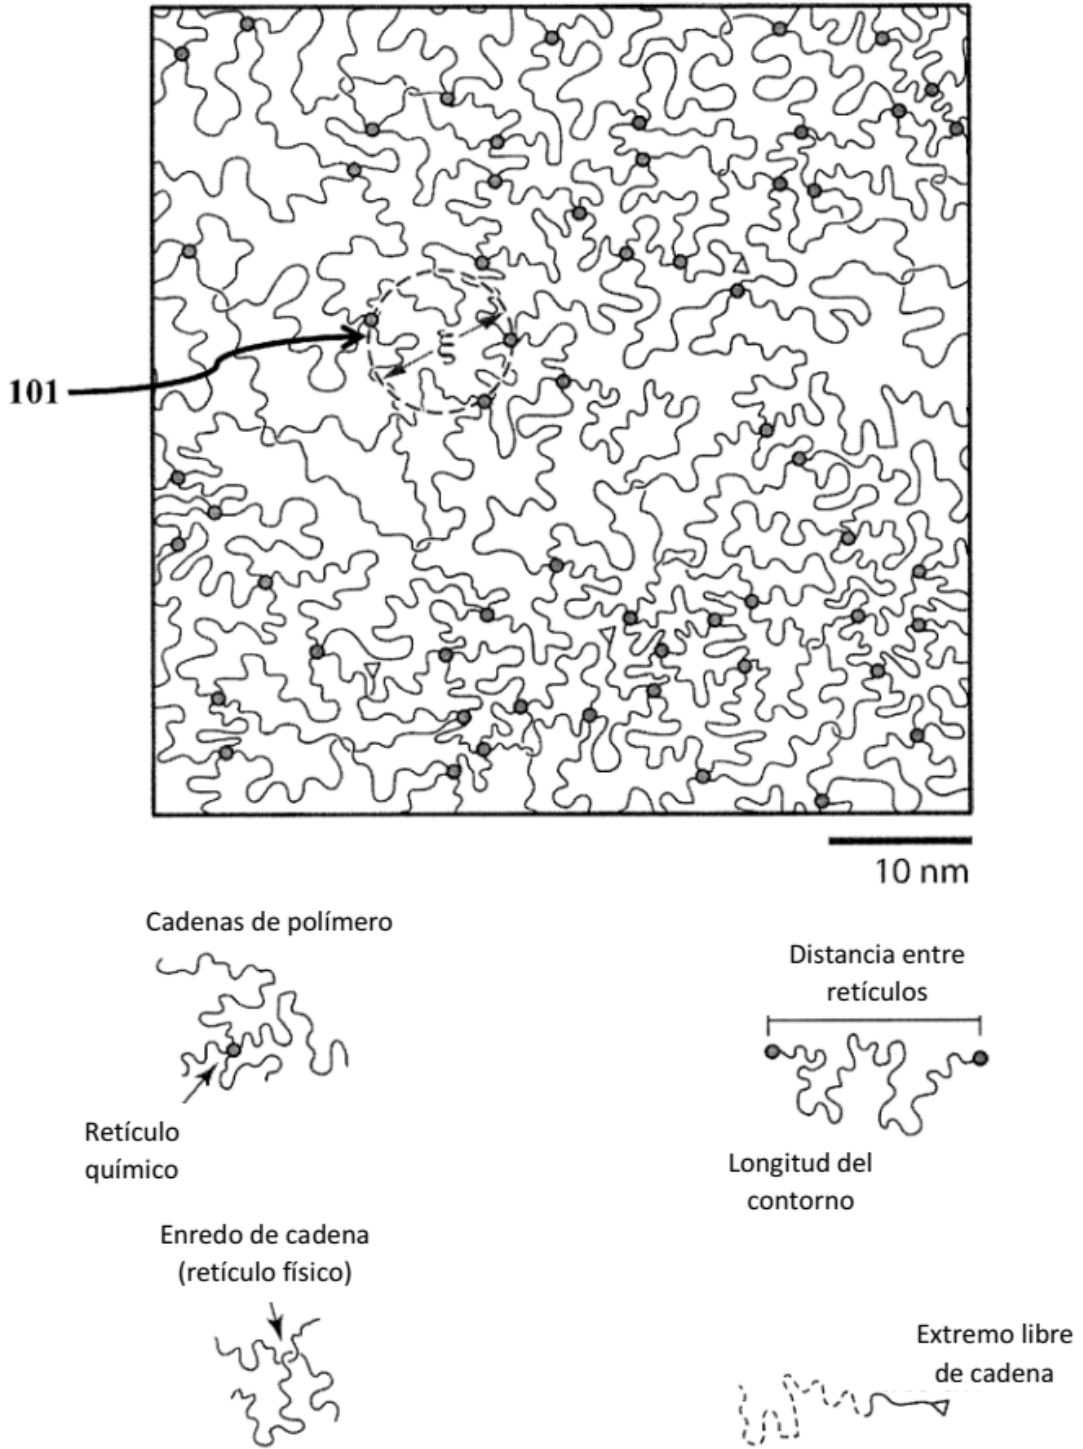 ξ
101
10 nm
Cadenas de polímero
Distancia entre
retículos
Retículo
químico
Longitud del
contorno
Enredo de cadena
(retículo físico)
Extremo libre
de cadena